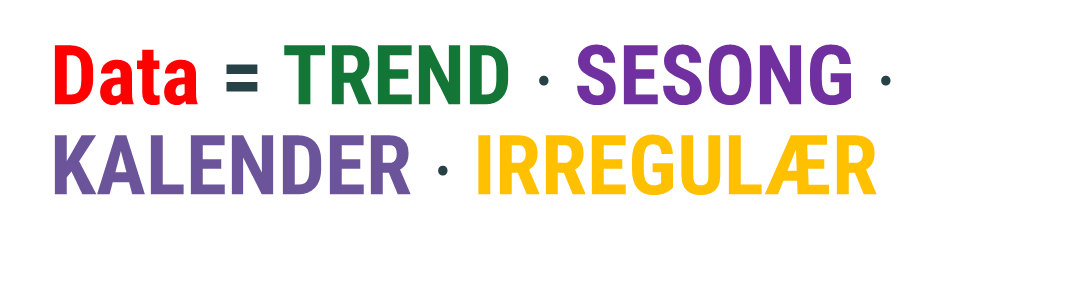 Data = TREND · SESONG ·
KALENDER · IRREGULÆR